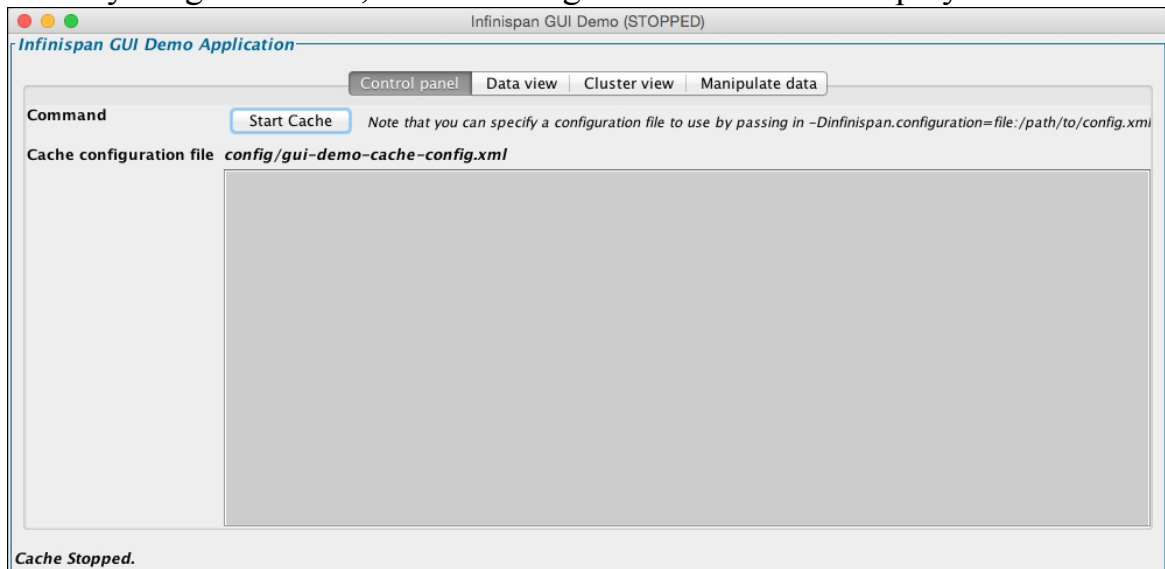 Infinispan GUI Demo (STOPPED)
Infinispan GUI Demo Application
Control panel Data view Cluster view Manipulate data
Command Start Cache Note that you can specify a configuration file to use by passing in -Dinfinispan.configuration=file:/path/to/config.xml
Cache configuration file config/gui-demo-cache-config.xml
Cache Stopped.